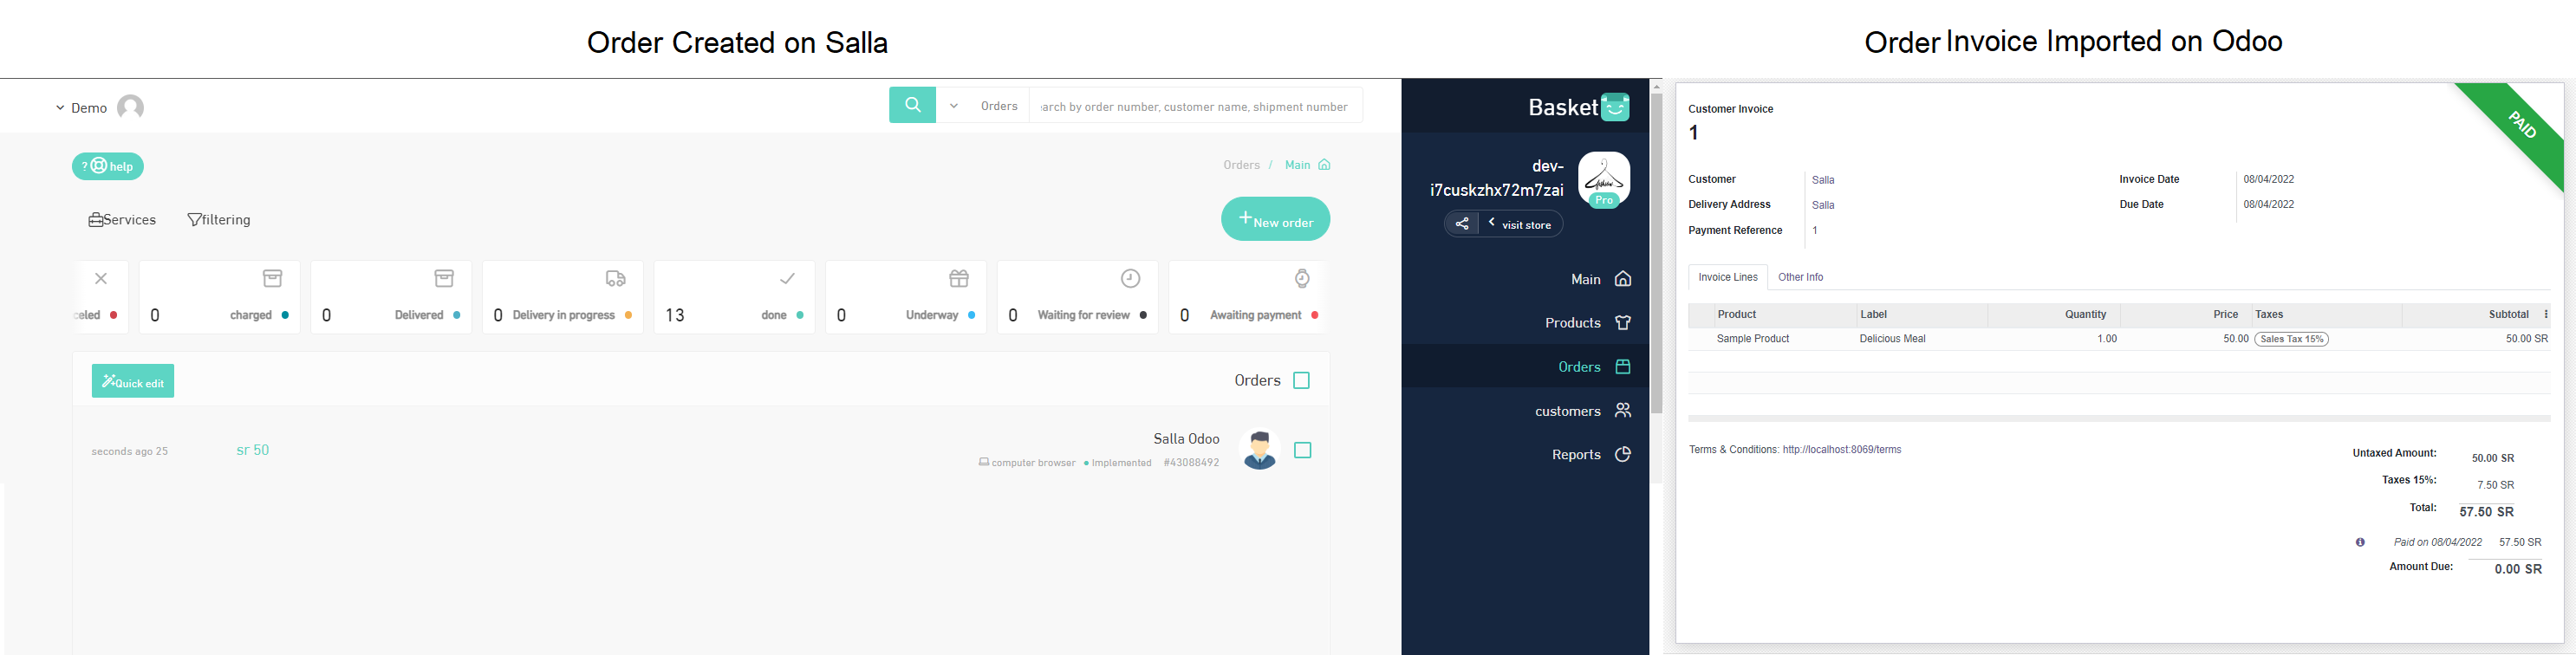 Order Created on Salla
Order Invoice Imported on Odoo
Demo
Orders
arch by order number, customer name, shipment number
? help
Orders / Main
Services
filtering
+ New order
celed
0 charged
0 Delivered
0 Delivery in progress
13 done
0 Underway
0 Waiting for review
0 Awaiting payment
Quick edit
Orders
seconds ago 25
sr 50
Salla Odoo
computer browser Implemented #43088492
Basket
dev-
i7cuskzhx72m7zai
Pro
visit store
Main
Products
Orders
customers
Reports
PAID
Customer Invoice
1
Customer Salla
Delivery Address Salla
Payment Reference 1
Invoice Date 08/04/2022
Due Date 08/04/2022
Invoice Lines Other Info
Product Label Quantity Price Taxes Subtotal
Sample Product Delicious Meal 1.00 50.00 Sales Tax 15% 50.00 SR
Terms & Conditions: http://localhost:8069/terms
Untaxed Amount: 50.00 SR
Taxes 15%: 7.50 SR
Total: 57.50 SR
Paid on 08/04/2022 57.50 SR
Amount Due: 0.00 SR